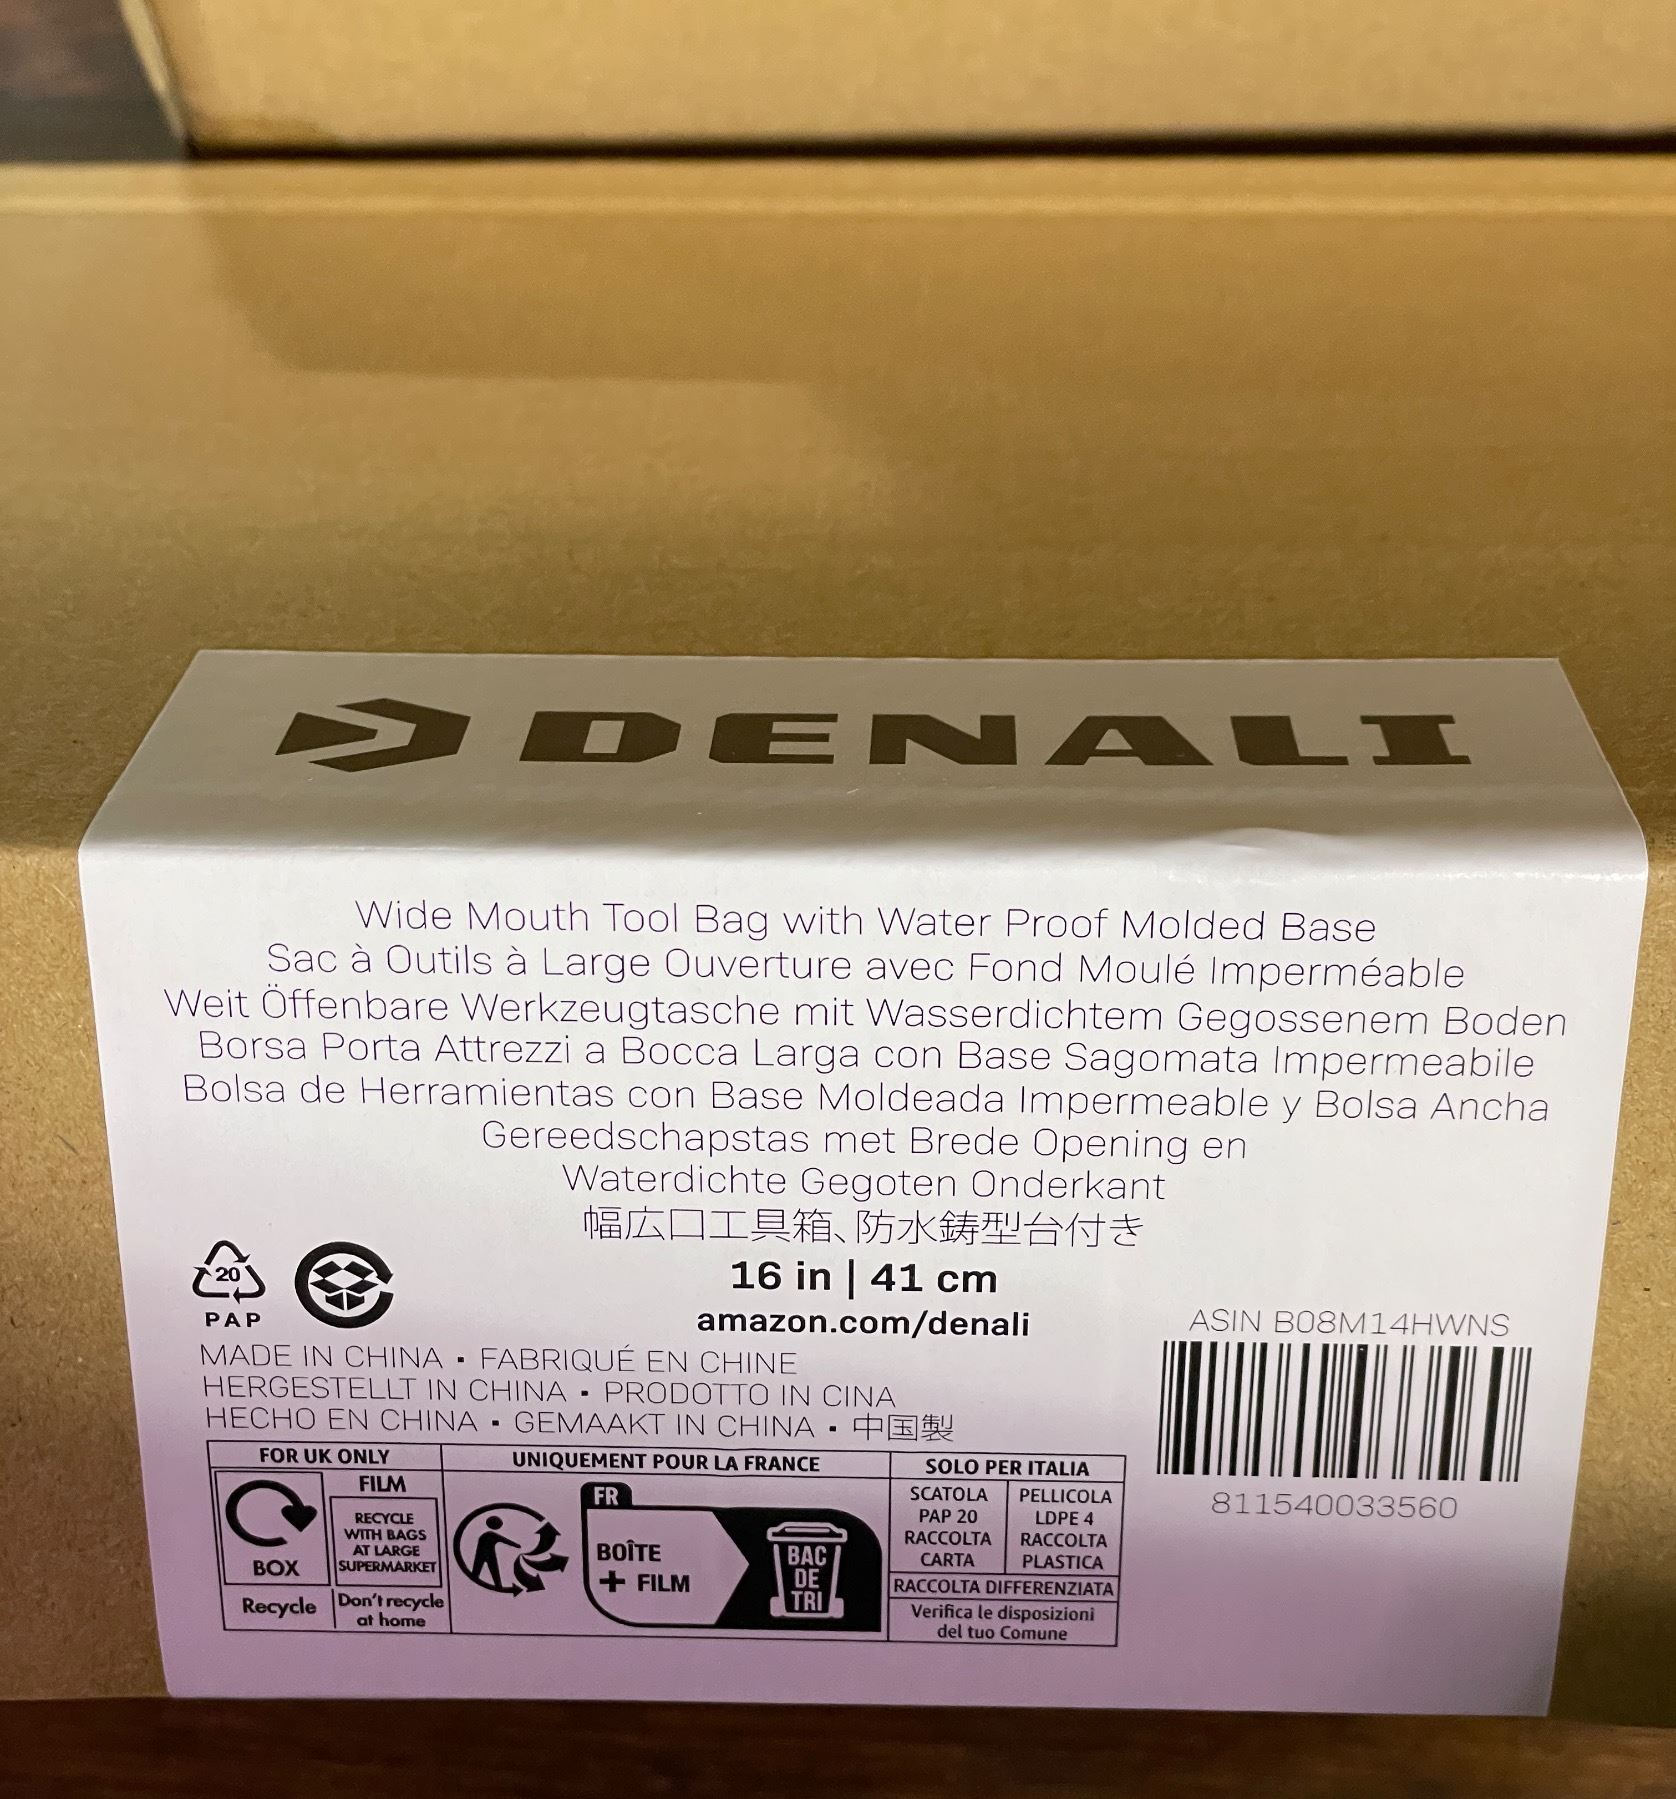 DENALI
Wide Mouth Tool Bag with Water Proof Molded Base
Sac à Outils à Large Ouverture avec Fond Moulé Imperméable
Weit Öffenbare Werkzeugtasche mit Wasserdichtem Gegossenem Boden
Borsa Porta Attrezzi a Bocca Larga con Base Sagomata Impermeabile
Bolsa de Herramientas con Base Moldeada Impermeable y Bolsa Ancha
Gereedschapstas met Brede Opening en
Waterdichte Gegoten Onderkant
幅広口工具箱、防水鋳型台付き
16 in | 41 cm
amazon.com/denali
20
PAP
MADE IN CHINA ▪ FABRIQUÉ EN CHINE
HERGESTELLT IN CHINA ▪ PRODOTTO IN CINA
HECHO EN CHINA ▪ GEMAAKT IN CHINA ▪ 中国製
ASIN B08M14HWNS
811540033560
FOR UK ONLY
BOX
Recycle
FILM
RECYCLE
WITH BAGS
AT LARGE
SUPERMARKET
Don't recycle
at home
UNIQUEMENT POUR LA FRANCE
FR
BOÎTE
+ FILM
BAC
DE
TRI
SOLO PER ITALIA
SCATOLA
PAP 20
RACCOLTA
CARTA
PELLICOLA
LDPE 4
RACCOLTA
PLASTICA
RACCOLTA DIFFERENZIATA
Verifica le disposizioni
del tuo Comune